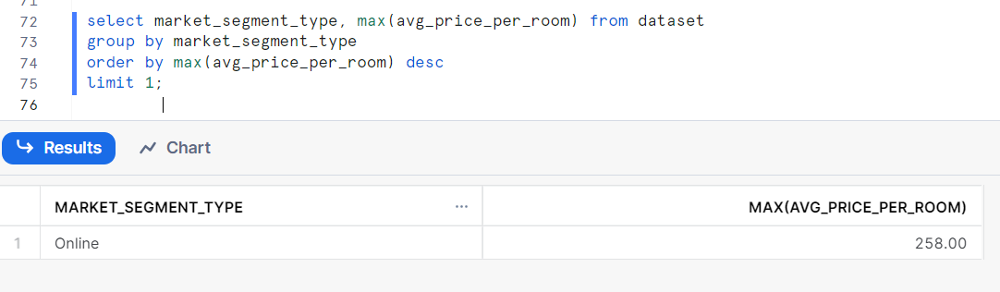 71
72 select market_segment_type, max(avg_price_per_room) from dataset
73 group by market_segment_type
74 order by max(avg_price_per_room) desc
75 limit 1;
76
Results Chart
MARKET_SEGMENT_TYPE ... MAX(AVG_PRICE_PER_ROOM)
1 Online 258.00